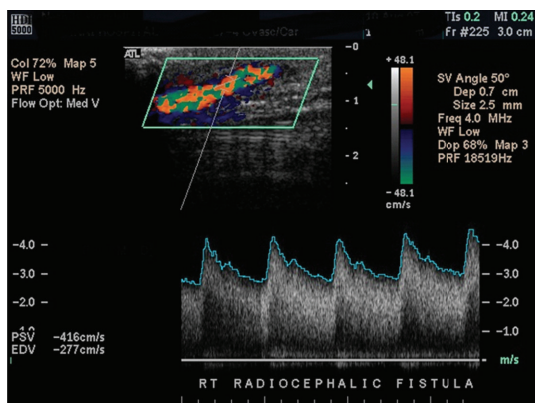 HDI 5000
TIs 0.2 MI 0.24
Fr #225 3.0 cm
Col 72% Map 5
WF Low
PRF 5000 Hz
Flow Opt: Med V
ATL
0
1
2
+ 48.1
- 48.1
cm/s
SV Angle 50°
Dep 0.7 cm
Size 2.5 mm
Freq 4.0 MHz
WF Low
Dop 68% Map 3
PRF 18519Hz
-4.0
-3.0
-2.0
-4.0
-3.0
-2.0
-1.0
m/s
PSV -416cm/s
EDV -277cm/s
RT RADIOCEPHALIC FISTULA